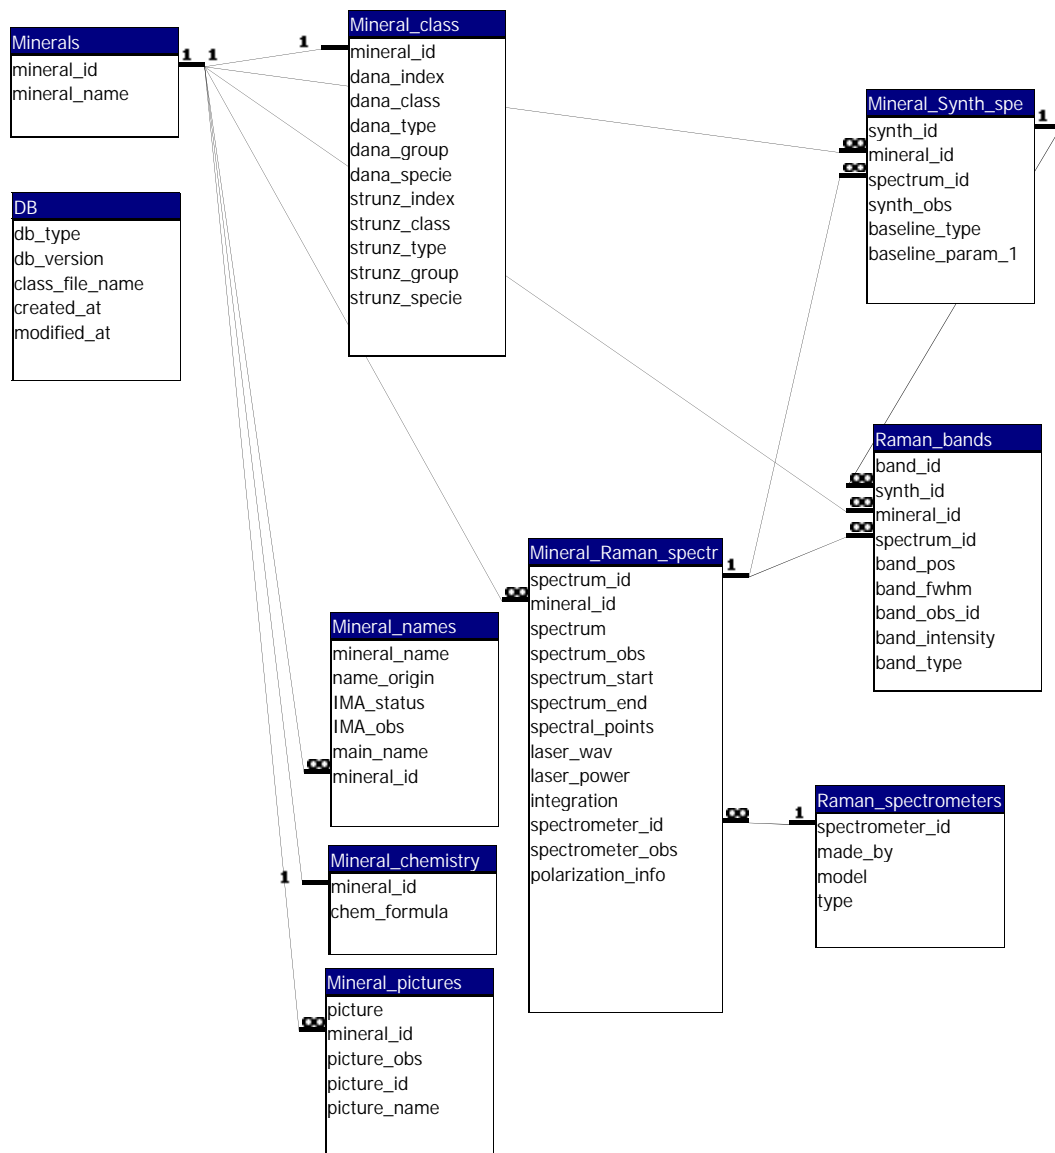 Minerals
mineral_id
mineral_name
1 1
DB
db_type
db_version
class_file_name
created_at
modified_at
1
Mineral_class
mineral_id
dana_index
dana_class
dana_type
dana_group
dana_specie
strunz_index
strunz_class
strunz_type
strunz_group
strunz_specie
Mineral_Synth_spe
1
synth_id
∞
mineral_id
∞
spectrum_id
synth_obs
baseline_type
baseline_param_1
Raman_bands
band_id
∞
synth_id
∞
mineral_id
∞
spectrum_id
band_pos
band_fwhm
band_obs_id
band_intensity
band_type
Mineral_Raman_spectr
1
spectrum_id
∞
mineral_id
spectrum
spectrum_obs
spectrum_start
spectrum_end
spectral_points
laser_wav
laser_power
integration
spectrometer_id
∞
spectrometer_obs
polarization_info
Mineral_names
mineral_name
name_origin
IMA_status
IMA_obs
main_name
∞
mineral_id
Mineral_chemistry
1
mineral_id
chem_formula
Mineral_pictures
picture
∞
mineral_id
picture_obs
picture_id
picture_name
Raman_spectrometers
1
spectrometer_id
made_by
model
type